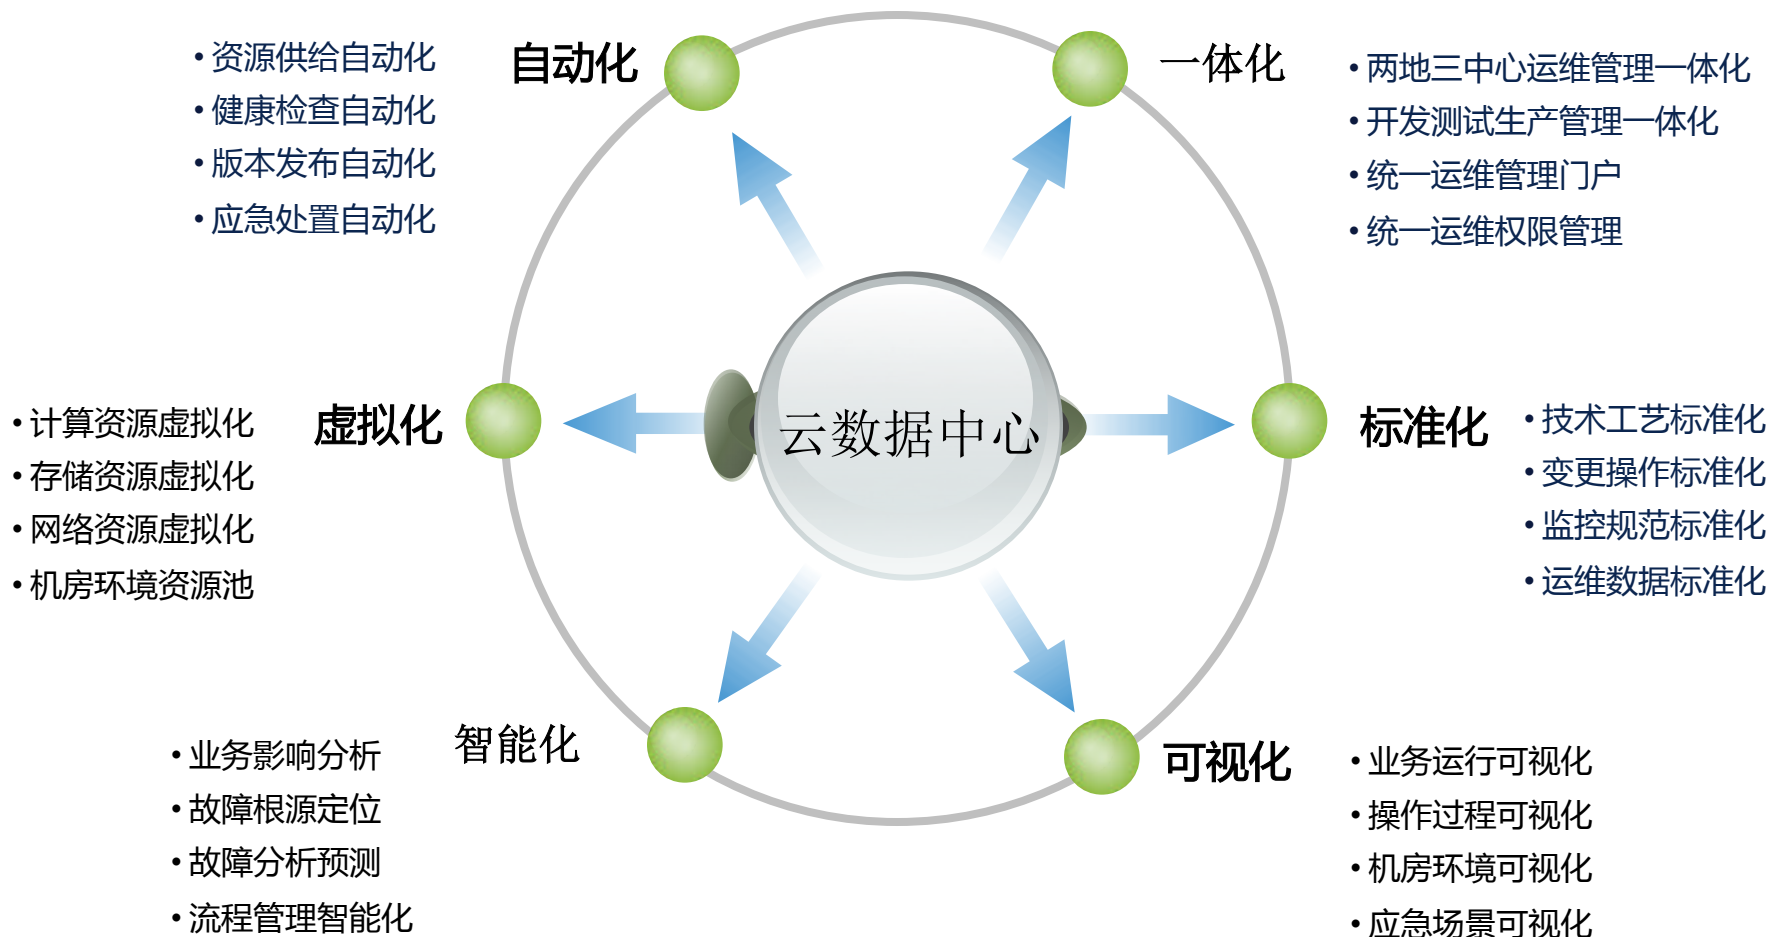 自动化
• 资源供给自动化
• 健康检查自动化
• 版本发布自动化
• 应急处置自动化
一体化
• 两地三中心运维管理一体化
• 开发测试生产管理一体化
• 统一运维管理门户
• 统一运维权限管理
虚拟化
• 计算资源虚拟化
• 存储资源虚拟化
• 网络资源虚拟化
• 机房环境资源池
云数据中心
标准化
• 技术工艺标准化
• 变更操作标准化
• 监控规范标准化
• 运维数据标准化
智能化
• 业务影响分析
• 故障根源定位
• 故障分析预测
• 流程管理智能化
可视化
• 业务运行可视化
• 操作过程可视化
• 机房环境可视化
• 应急场景可视化